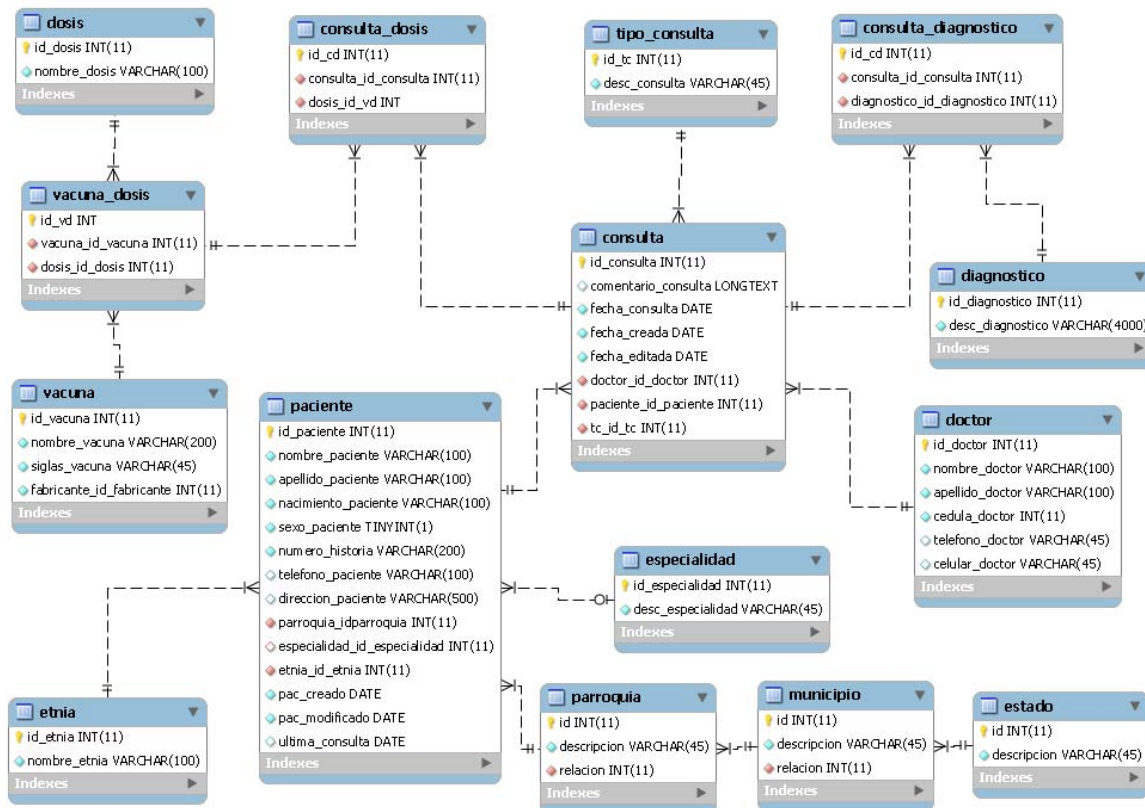 dosis
id_dosis INT(11)
nombre_dosis VARCHAR(100)
Indexes
consulta_dosis
id_cd INT(11)
consulta_id_consulta INT(11)
dosis_id_vd INT
Indexes
tipo_consulta
id_tc INT(11)
desc_consulta VARCHAR(45)
Indexes
consulta_diagnostico
id_cd INT(11)
consulta_id_consulta INT(11)
diagnostico_id_diagnostico INT(11)
Indexes
vacuna_dosis
id_vd INT
vacuna_id_vacuna INT(11)
dosis_id_dosis INT(11)
Indexes
consulta
id_consulta INT(11)
comentario_consulta LONGTEXT
fecha_consulta DATE
fecha_creada DATE
fecha_editada DATE
doctor_id_doctor INT(11)
paciente_id_paciente INT(11)
tc_id_tc INT(11)
Indexes
diagnostico
id_diagnostico INT(11)
desc_diagnostico VARCHAR(4000)
Indexes
vacuna
id_vacuna INT(11)
nombre_vacuna VARCHAR(200)
siglas_vacuna VARCHAR(45)
fabricante_id_fabricante INT(11)
Indexes
paciente
id_paciente INT(11)
nombre_paciente VARCHAR(100)
apellido_paciente VARCHAR(100)
nacimiento_paciente VARCHAR(100)
sexo_paciente TINYINT(1)
numero_historia VARCHAR(200)
telefono_paciente VARCHAR(100)
direccion_paciente VARCHAR(500)
parroquia_idparroquia INT(11)
especialidad_id_especialidad INT(11)
etnia_id_etnia INT(11)
pac_creado DATE
pac_modificado DATE
ultima_consulta DATE
Indexes
doctor
id_doctor INT(11)
nombre_doctor VARCHAR(100)
apellido_doctor VARCHAR(100)
cedula_doctor INT(11)
telefono_doctor VARCHAR(45)
celular_doctor VARCHAR(45)
Indexes
especialidad
id_especialidad INT(11)
desc_especialidad VARCHAR(45)
Indexes
etnia
id_etnia INT(11)
nombre_etnia VARCHAR(100)
Indexes
parroquia
id INT(11)
descripcion VARCHAR(45)
relacion INT(11)
Indexes
municipio
id INT(11)
descripcion VARCHAR(45)
relacion INT(11)
Indexes
estado
id INT(11)
descripcion VARCHAR(45)
Indexes